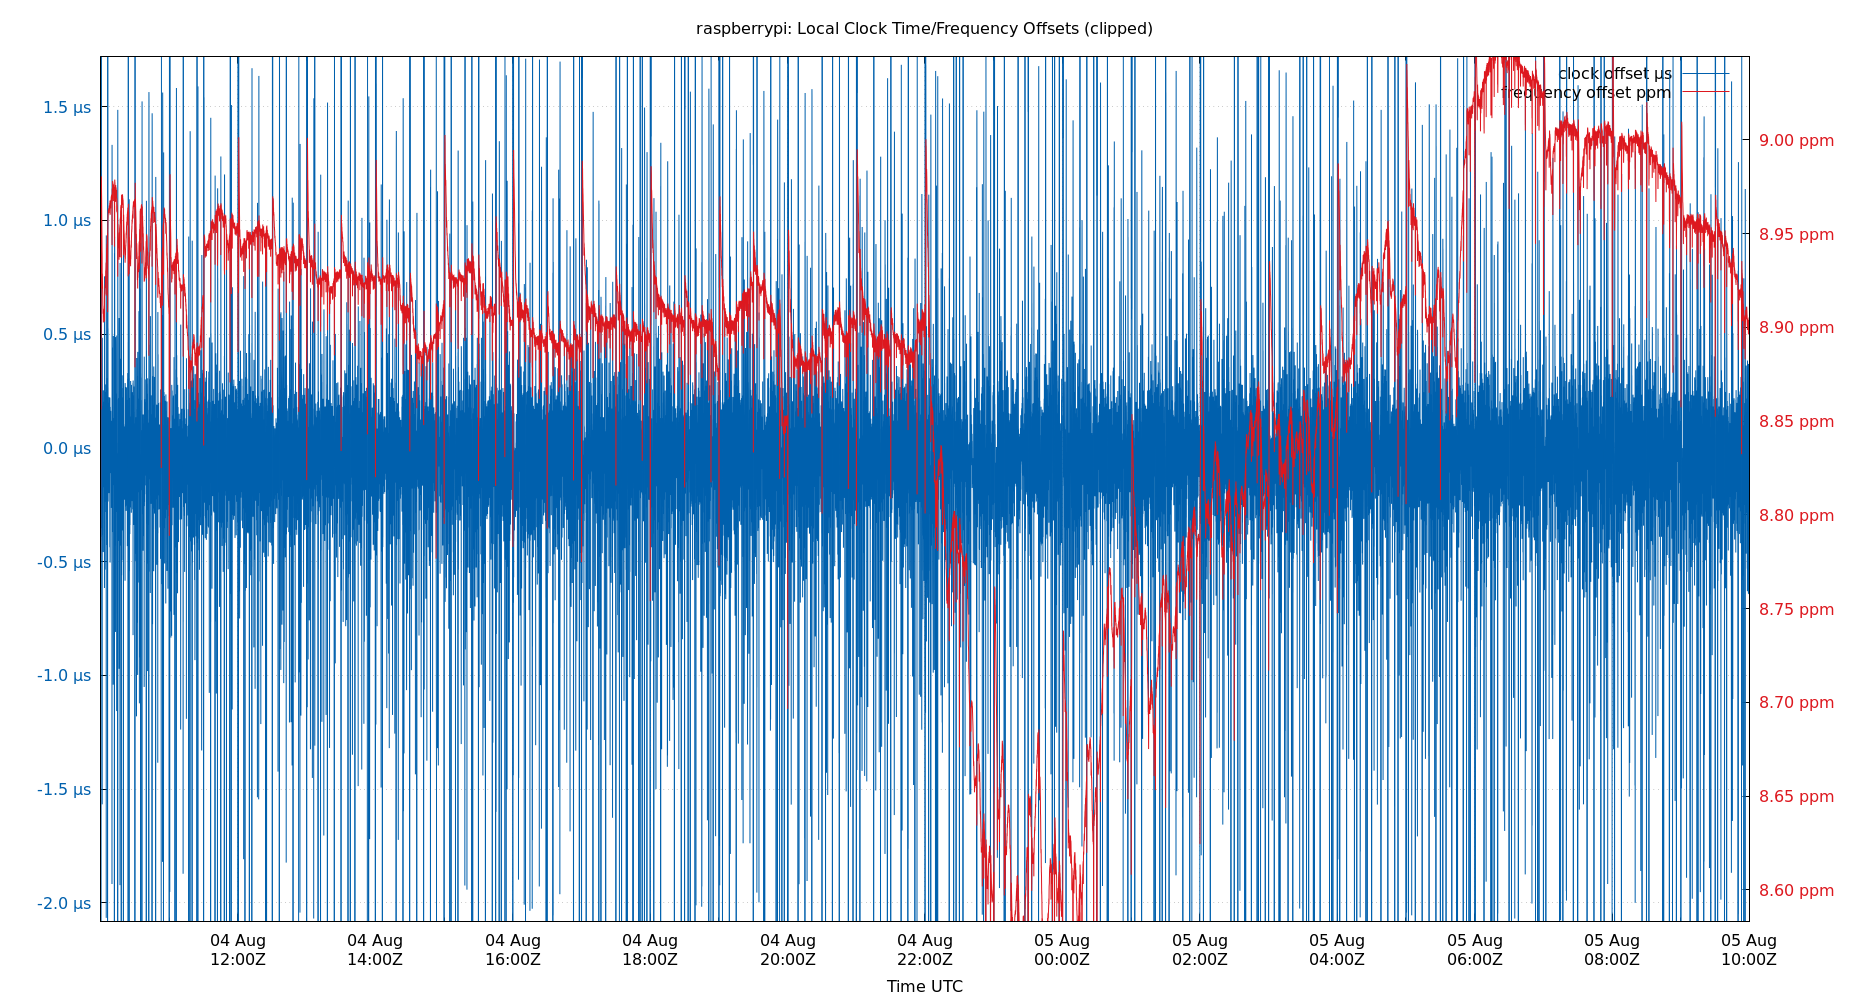 raspberrypi: Local Clock Time/Frequency Offsets (clipped)
clock offset µs
frequency offset ppm
1.5 µs
1.0 µs
0.5 µs
0.0 µs
-0.5 µs
-1.0 µs
-1.5 µs
-2.0 µs
9.00 ppm
8.95 ppm
8.90 ppm
8.85 ppm
8.80 ppm
8.75 ppm
8.70 ppm
8.65 ppm
8.60 ppm
04 Aug 04 Aug 04 Aug 04 Aug 04 Aug 04 Aug 05 Aug 05 Aug 05 Aug 05 Aug 05 Aug 05 Aug
12:00Z 14:00Z 16:00Z 18:00Z 20:00Z 22:00Z 00:00Z 02:00Z 04:00Z 06:00Z 08:00Z 10:00Z
Time UTC